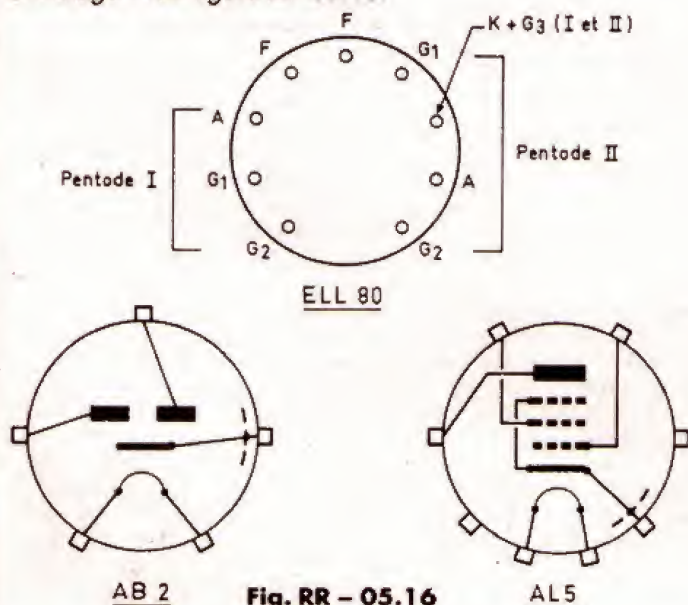 F
F
G1
K + G3 (I et II)
A
Pentode I
G1
G2
Pentode II
A
G2
ELL 80
AB 2
Fig. RR – 05.16
AL5